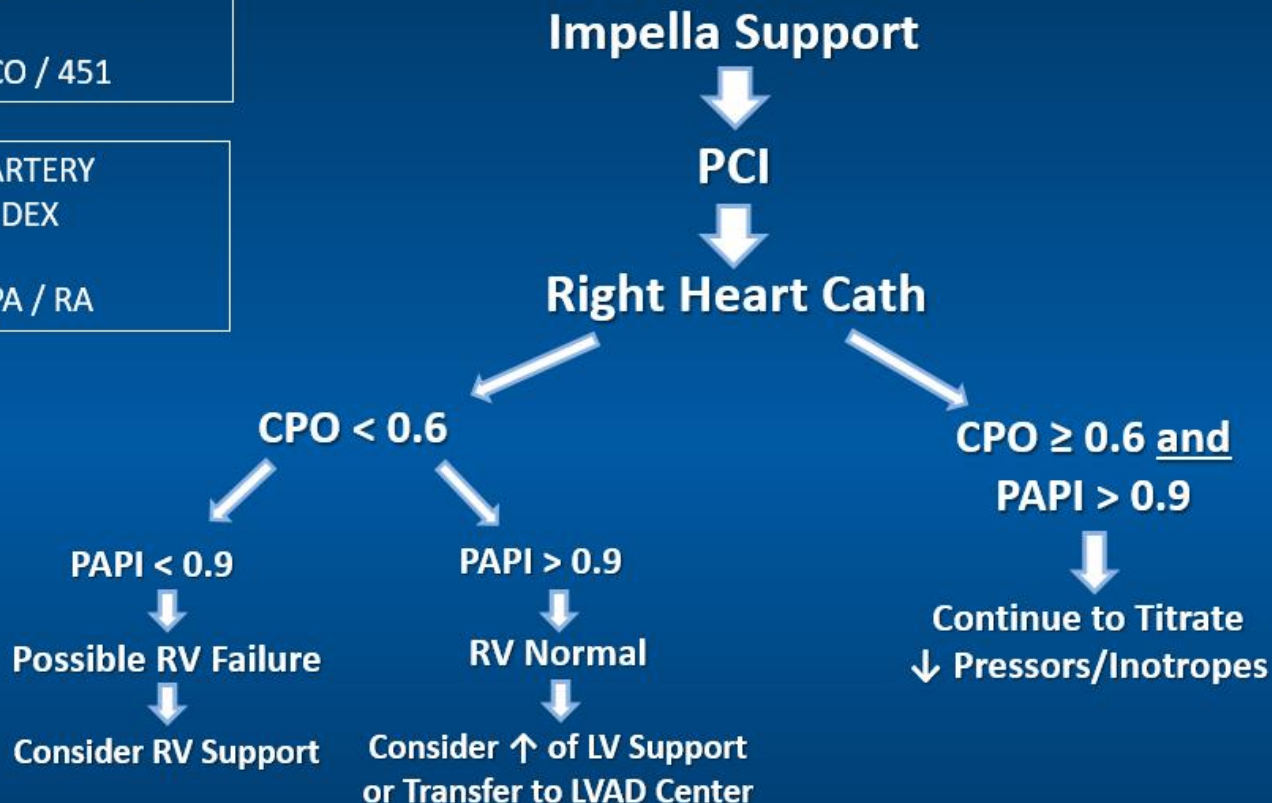 CO / 451
ARTERY
DEX
PA / RA
Impella Support
PCI
Right Heart Cath
CPO < 0.6
CPO ≥ 0.6 and
PAPI > 0.9
PAPI < 0.9
PAPI > 0.9
Possible RV Failure
RV Normal
Continue to Titrate
↓ Pressors/Inotropes
Consider RV Support
Consider ↑ of LV Support
or Transfer to LVAD Center